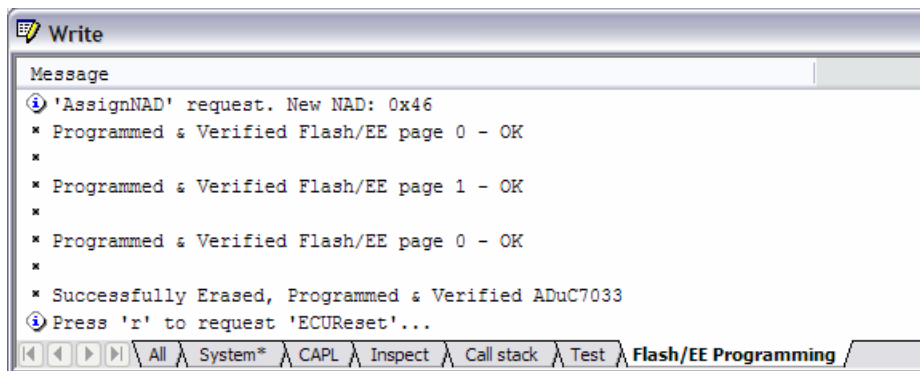 Write
Message
'AssignNAD' request. New NAD: 0x46
* Programmed & Verified Flash/EE page 0 - OK
*
* Programmed & Verified Flash/EE page 1 - OK
*
* Programmed & Verified Flash/EE page 0 - OK
*
* Successfully Erased, Programmed & Verified ADuC7033
Press 'r' to request 'ECUReset'...
All System* CAPL Inspect Call stack Test Flash/EE Programming